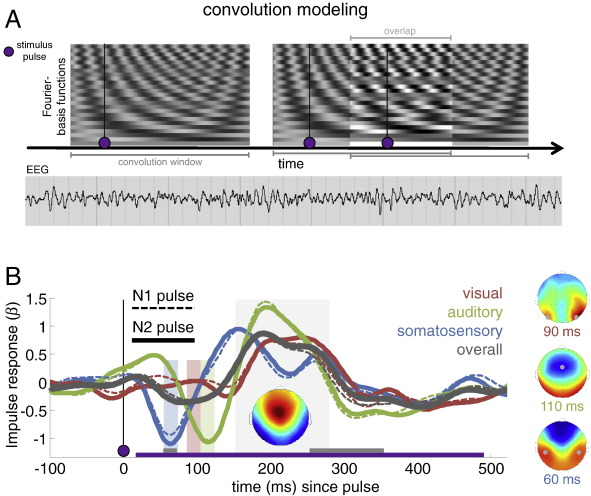 A
convolution modeling
stimulus
pulse
overlap
Fourier-
basis functions
convolution window
time
EEG
B
N1 pulse
N2 pulse
visual
auditory
somatosensory
overall
Impulse response (β)
1.5
1
0.5
0
-0.5
-1
-100
0
100
200
300
400
500
time (ms) since pulse
90 ms
110 ms
60 ms